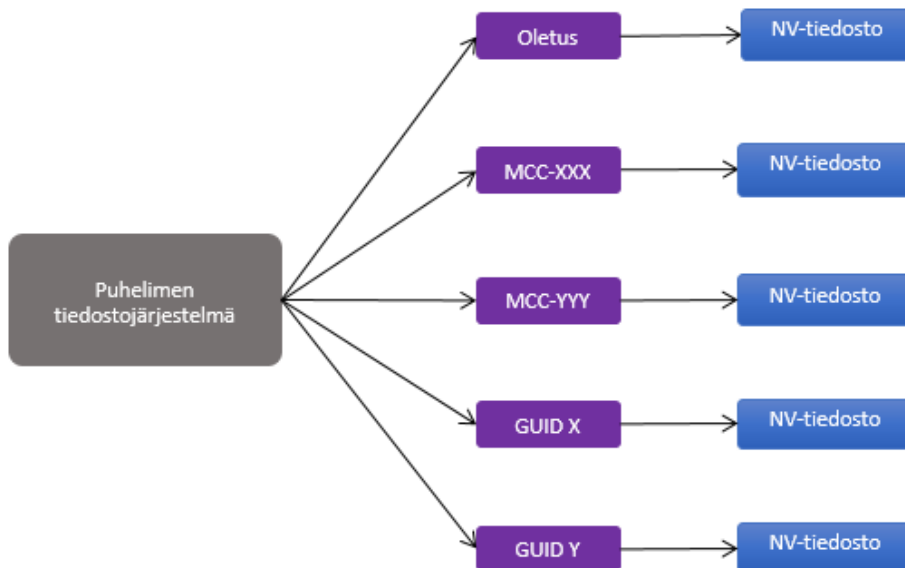 Oletus
NV-tiedosto
MCC-XXX
NV-tiedosto
Puhelimen
tiedostojärjestelmä
MCC-YYY
NV-tiedosto
GUID X
NV-tiedosto
GUID Y
NV-tiedosto